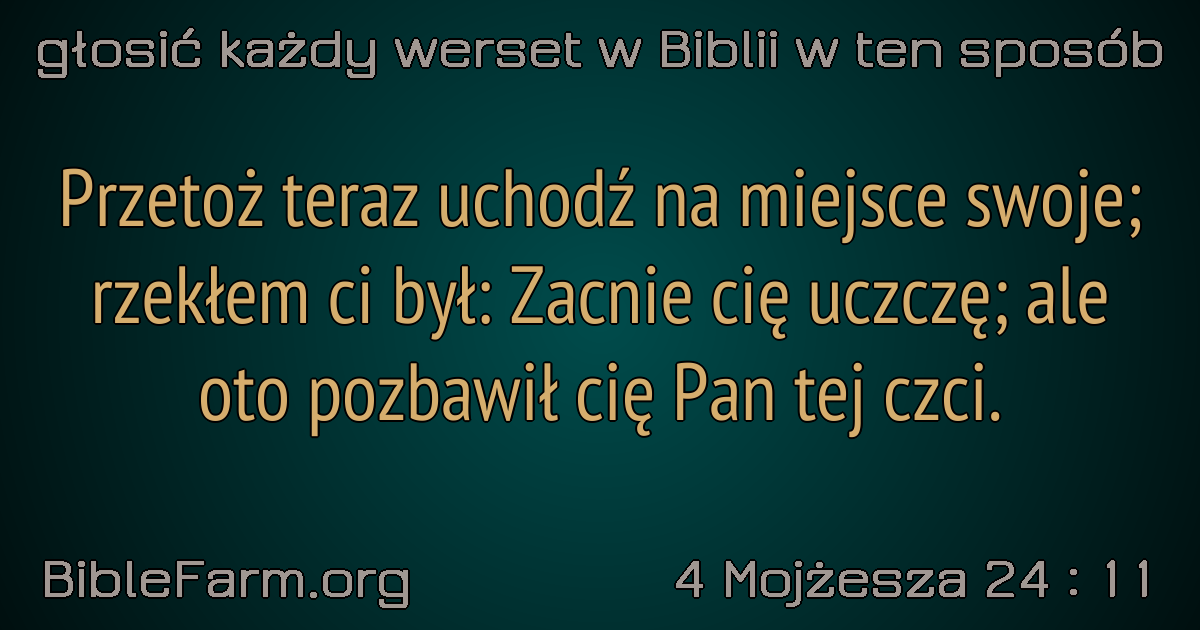 głosić każdy werset w Biblii w ten sposób
Przetoż teraz uchodź na miejsce swoje;
rzekłem ci był: Zacnie cię uczczę; ale
oto pozbawił cię Pan tej czci.
BibleFarm.org
4 Mojżesza 24 : 11